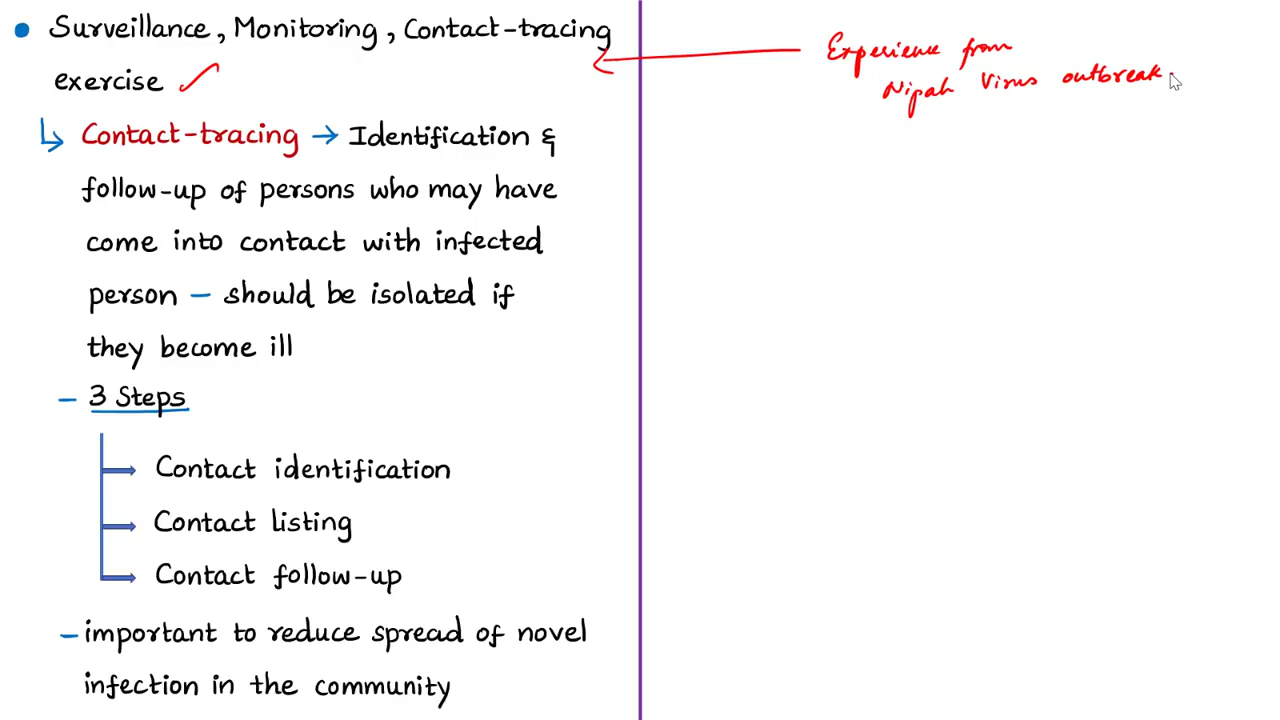 Surveillance, Monitoring, Contact-tracing
exercise ✓
↳ Contact-tracing → Identification &
follow-up of persons who may have
come into contact with infected
person – should be isolated if
they become ill
– 3 Steps
Contact identification
Contact listing
Contact follow-up
– important to reduce spread of novel
infection in the community
Experience from
Nipah Virus outbreak